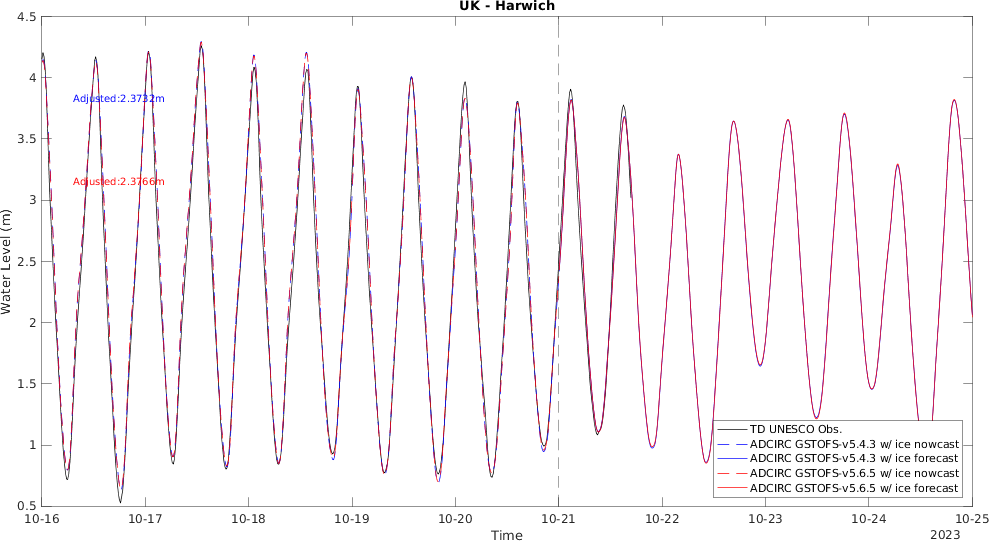 UK - Harwich
4.5
4
3.5
3
2.5
2
1.5
1
0.5
Water Level (m)
Adjusted:2.3732m
Adjusted:2.3766m
TD UNESCO Obs.
ADCIRC GSTOFS-v5.4.3 w/ ice nowcast
ADCIRC GSTOFS-v5.4.3 w/ ice forecast
ADCIRC GSTOFS-v5.6.5 w/ ice nowcast
ADCIRC GSTOFS-v5.6.5 w/ ice forecast
10-16 10-17 10-18 10-19 10-20 10-21 10-22 10-23 10-24 10-25
Time
2023